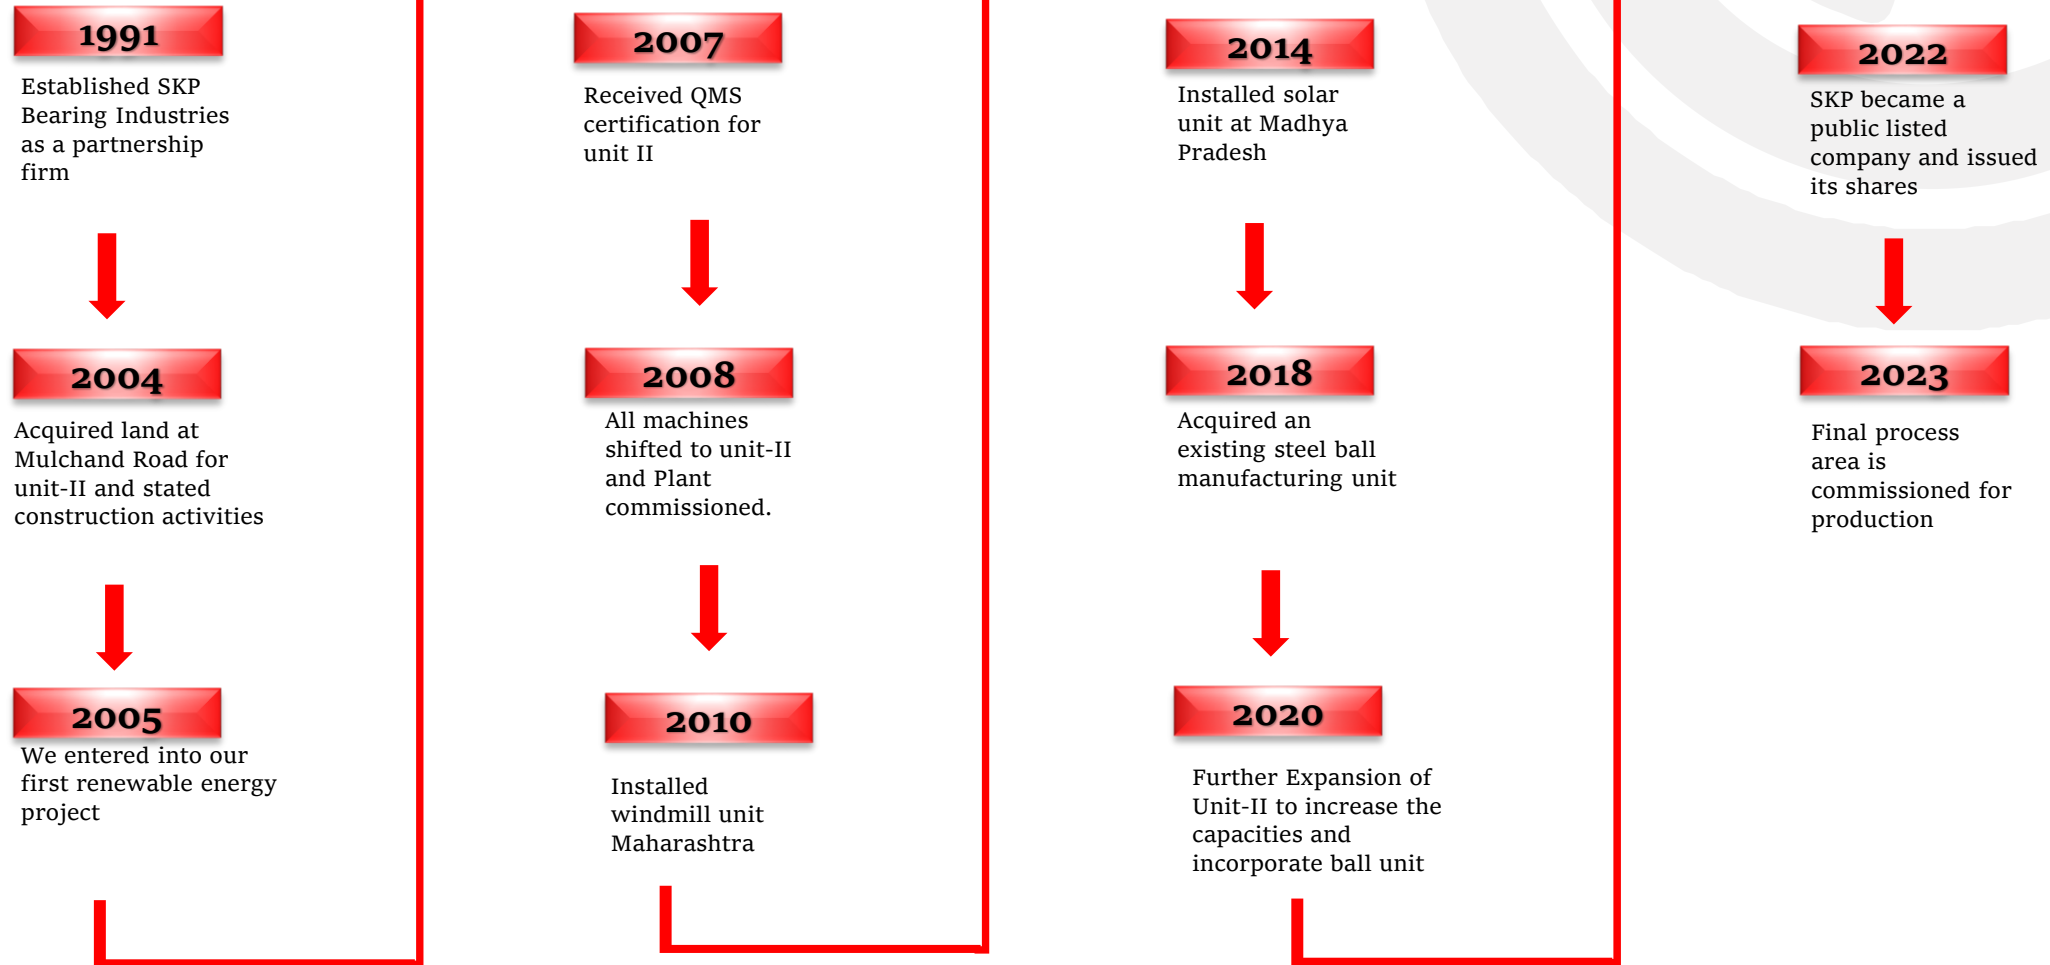 1991
Established SKP
Bearing Industries
as a partnership
firm
2004
Acquired land at
Mulchand Road for
unit-II and stated
construction activities
2005
We entered into our
first renewable energy
project
2007
Received QMS
certification for
unit II
2008
All machines
shifted to unit-II
and Plant
commissioned.
2010
Installed
windmill unit
Maharashtra
2014
Installed solar
unit at Madhya
Pradesh
2018
Acquired an
existing steel ball
manufacturing unit
2020
Further Expansion of
Unit-II to increase the
capacities and
incorporate ball unit
2022
SKP became a
public listed
company and issued
its shares
2023
Final process
area is
commissioned for
production